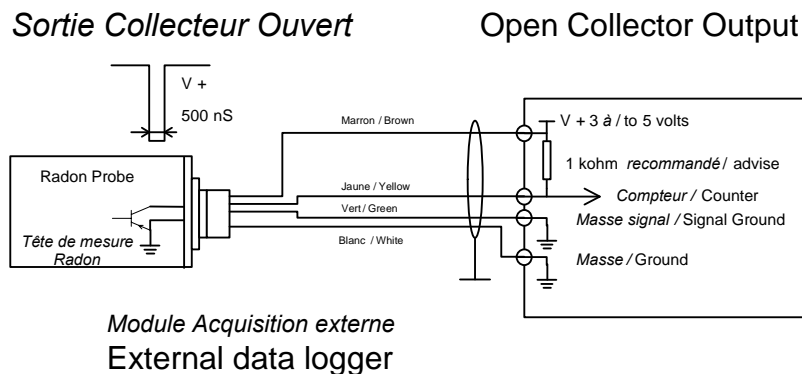 Sortie Collecteur Ouvert
Open Collector Output
V +
500 nS
Marron / Brown
V + 3 à / to 5 volts
1 kohm recommandé / advise
Radon Probe
Jaune / Yellow
Compteur / Counter
Vert / Green
Masse signal / Signal Ground
Tête de mesure
Radon
Blanc / White
Masse / Ground
Module Acquisition externe
External data logger